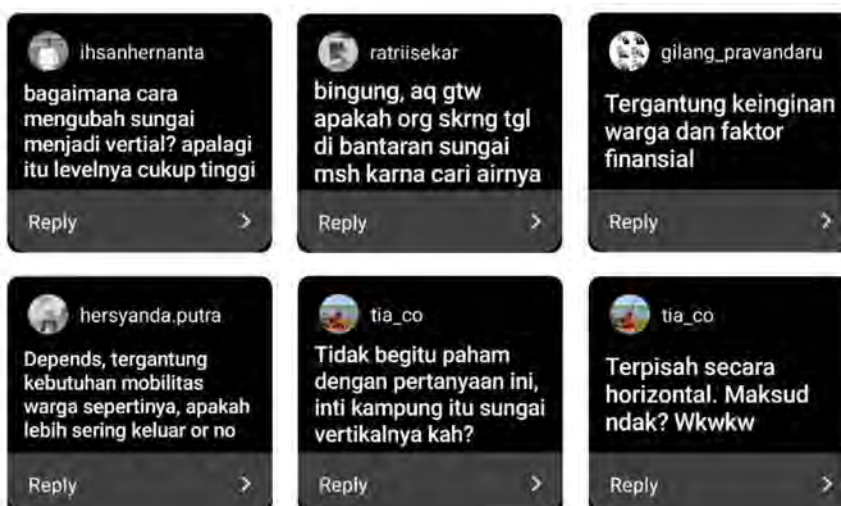 ihsanhernanta
bagaimana cara
mengubah sungai
menjadi vertial? apalagi
itu levelnya cukup tinggi
Reply
ratriisekar
bingung, aq gtw
apakah org skrng tgl
di bantaran sungai
msh karna cari airnya
Reply
gilang_pravandaru
Tergantung keinginan
warga dan faktor
finansial
Reply
hersyanda.putra
Depends, tergantung
kebutuhan mobilitas
warga sepertinya, apakah
lebih sering keluar or no
Reply
tia_co
Tidak begitu paham
dengan pertanyaan ini,
inti kampung itu sungai
vertikalnya kah?
Reply
tia_co
Terpisah secara
horizontal. Maksud
ndak? Wkwkw
Reply